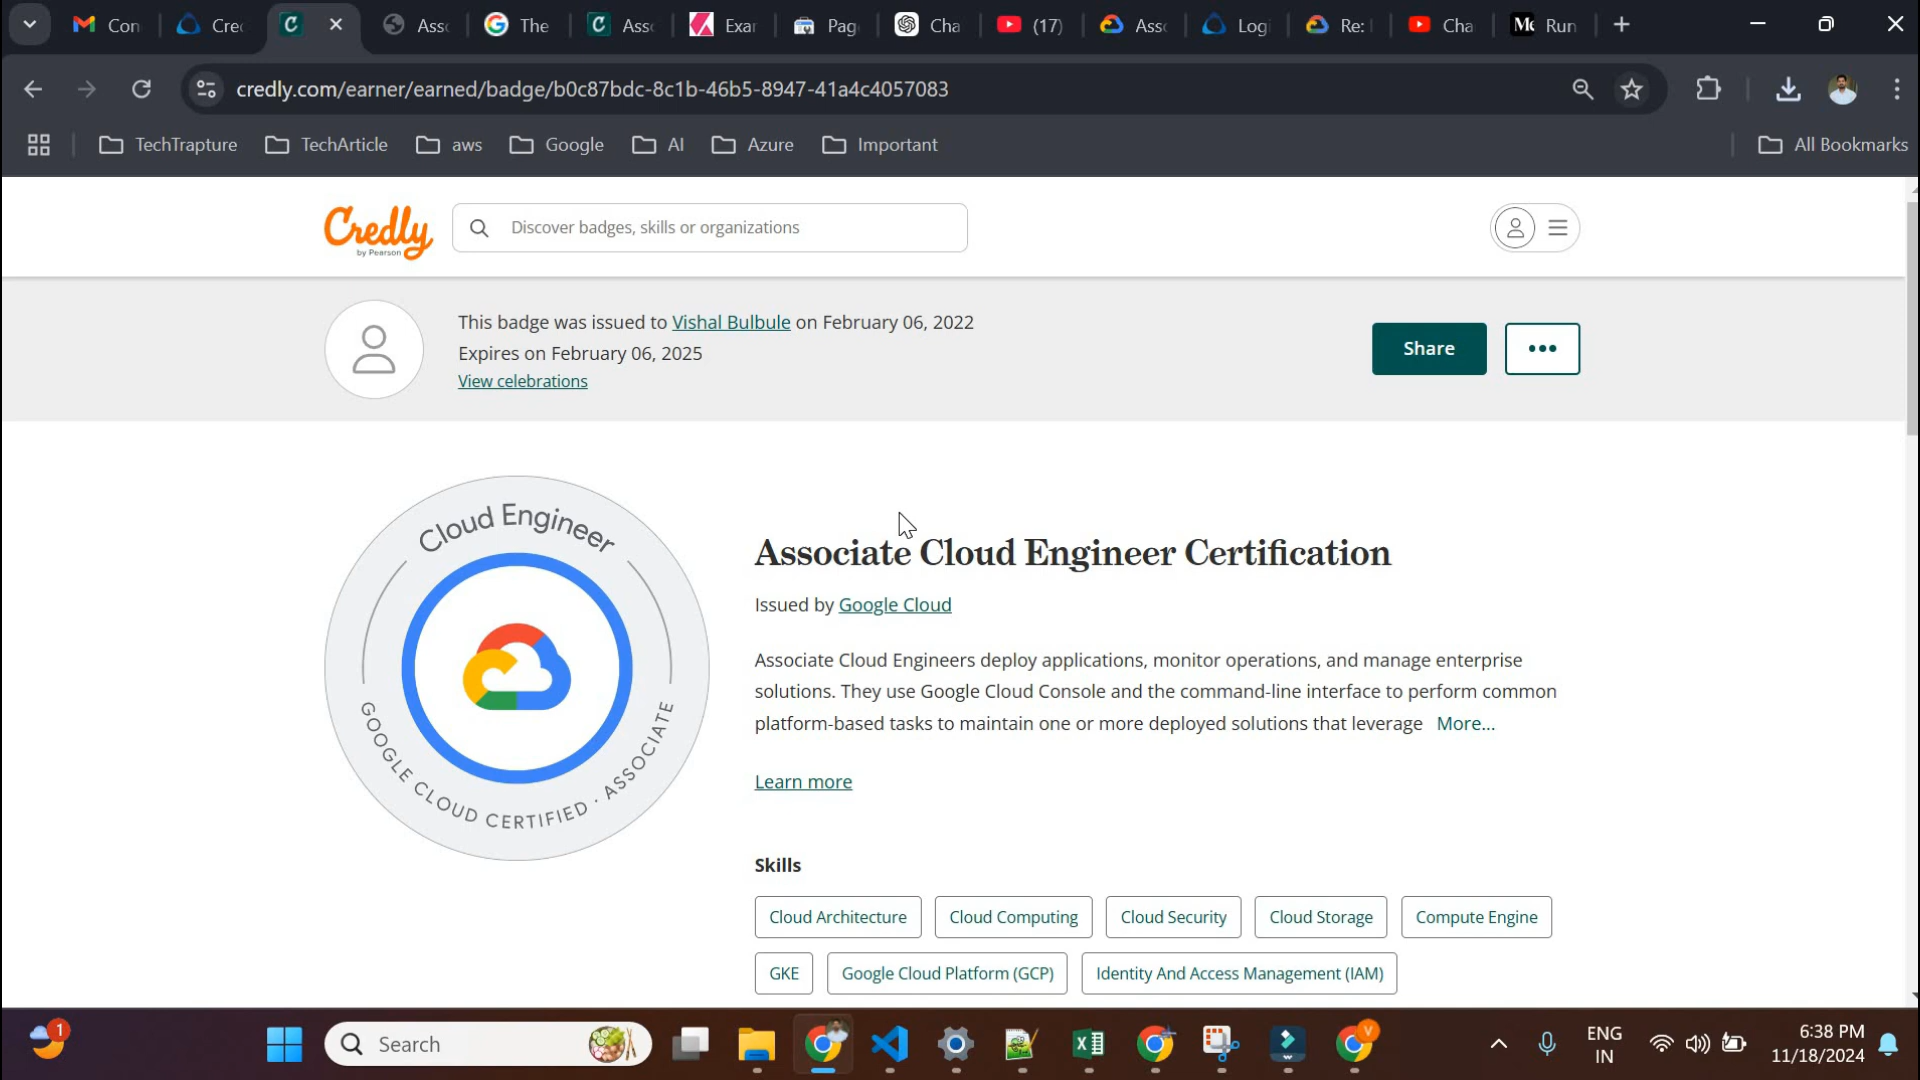 Con
Cre
Ass
The
Ass
Exar
Pag
Cha
(17)
Ass
Logi
Re:
Cha
Run
credly.com/earner/earned/badge/b0c87bdc-8c1b-46b5-8947-41a4c4057083
TechTrapture
TechArticle
aws
Google
AI
Azure
Important
All Bookmarks
Credly
by Pearson
Discover badges, skills or organizations
This badge was issued to Vishal Bulbule on February 06, 2022
Expires on February 06, 2025
View celebrations
Share
Cloud Engineer
GOOGLE CLOUD CERTIFIED · ASSOCIATE
Associate Cloud Engineer Certification
Issued by Google Cloud
Associate Cloud Engineers deploy applications, monitor operations, and manage enterprise
solutions. They use Google Cloud Console and the command-line interface to perform common
platform-based tasks to maintain one or more deployed solutions that leverage More...
Learn more
Skills
Cloud Architecture
Cloud Computing
Cloud Security
Cloud Storage
Compute Engine
GKE
Google Cloud Platform (GCP)
Identity And Access Management (IAM)
1
Search
V
ENG
IN
6:38 PM
11/18/2024